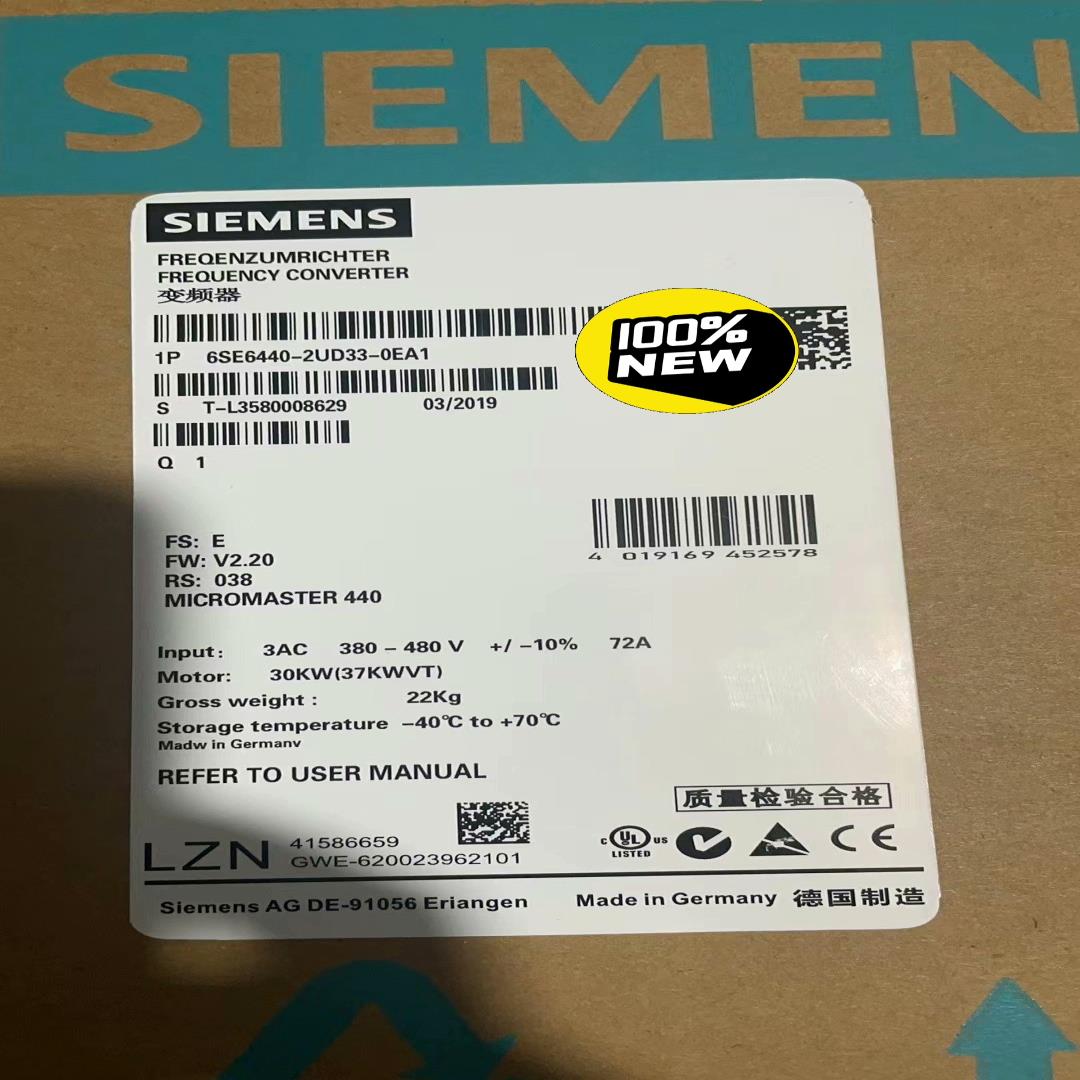 SIEMEN
SIEMENS
FREQENZUMRICHTER
FREQUENCY CONVERTER
变频器
100%
NEW
1P 6SE6440-2UD33-0EA1
S T-L3580008629 03/2019
Q 1
4 019169 452578
FS: E
FW: V2.20
RS: 038
MICROMASTER 440
Input: 3AC 380 - 480 V +/ -10% 72A
Motor: 30KW(37KWVT)
Gross weight : 22Kg
Storage temperature -40℃ to +70℃
Madw in Germanv
REFER TO USER MANUAL
质量检验合格
LZN 41586659
GWE-620023962101
C UL US
LISTED
CE
Siemens AG DE-91056 Eriangen Made in Germany 德国制造